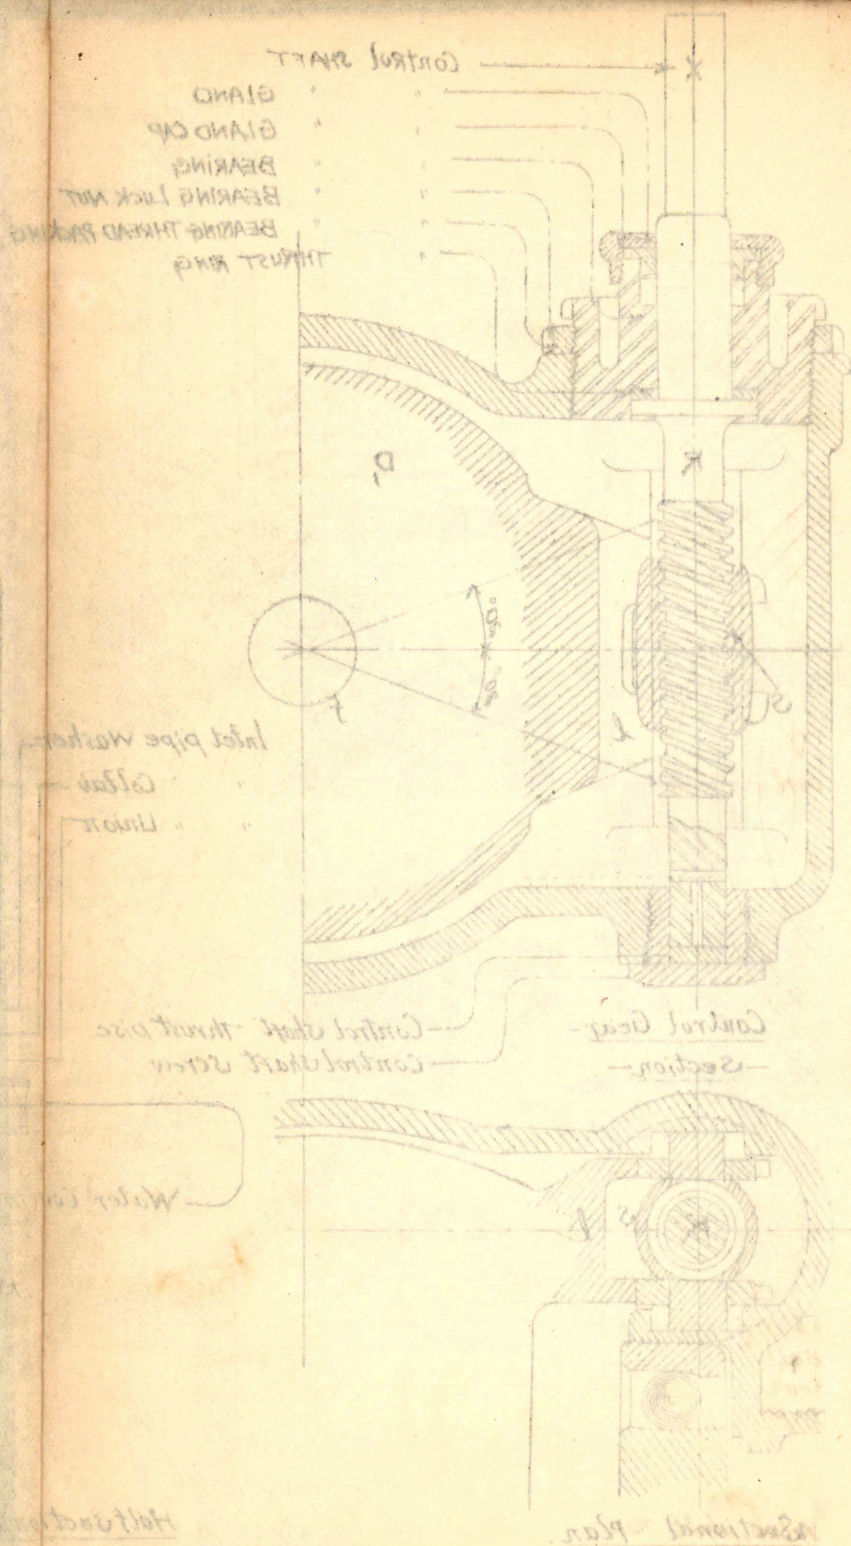 Control SHAFT
" " GLAND
" " GLAND CAP
" " BEARING
" " BEARING LUCK NUT
" " BEARING THREAD PACKING
" THRUST RING
X
R
D,
S
l
f
Inlet pipe washer
" " Collar
" " Union
Control Gear
Section
Control shaft thrust disc
Control shaft screw
Water
R
S
l
Sectional Plan.
Half section